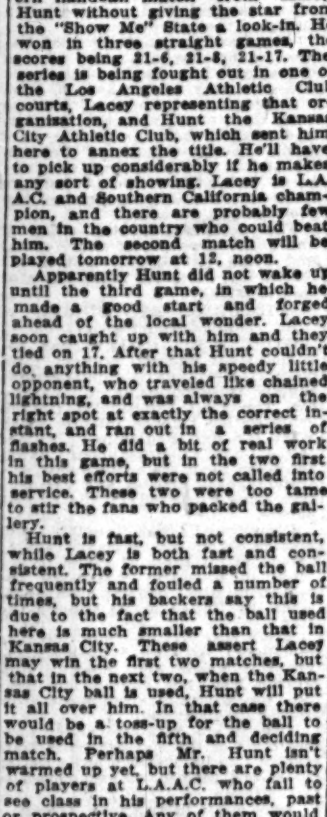 Hunt without giving the star from
the "Show Me" State a look-in. He
won in three straight games, the
scores being 21-6, 21-8, 21-17. The
series is being fought out in one o
the Los Angeles Athletic Club
courts, Lacey representing that or-
ganisation, and Hunt the Kansas
City Athletic Club, which sent him
here to annex the title. He'll have
to pick up considerably if he makes
any sort of showing. Lacey is L.A.
A.C. and Southern California cham-
pion, and there are probably few
men in the country who could beat
him. The second match will be
played tomorrow at 12, noon.
Apparently Hunt did not wake up
until the third game, in which he
made a good start and forged
ahead of the local wonder. Lacey
soon caught up with him and they
tied on 17. After that Hunt couldn't
do anything with his speedy little
opponent, who traveled like chained
lightning, and was always on the
right spot at exactly the correct in-
stant, and ran out in a series of
flashes. He did a bit of real work
in this game, but in the two first
his best efforts were not called into
service. These two were too tame
to stir the fans who packed the gal-
lery.
Hunt is fast, but not consistent,
while Lacey is both fast and con-
sistent. The former missed the ball
frequently and fouled a number of
times, but his backers say this is
due to the fact that the ball used
here is much smaller than that in
Kansas City. These assert Lacey
may win the first two matches, but
that in the next two, when the Kan-
sas City ball is used, Hunt will put
it all over him. In that case there
would be a toss-up for the ball to
be used in the fifth and deciding
match. Perhaps Mr. Hunt isn't
warmed up yet, but there are plenty
of players at L.A.A.C. who fail to
see class in his performances, past
or prospective. Any of them would